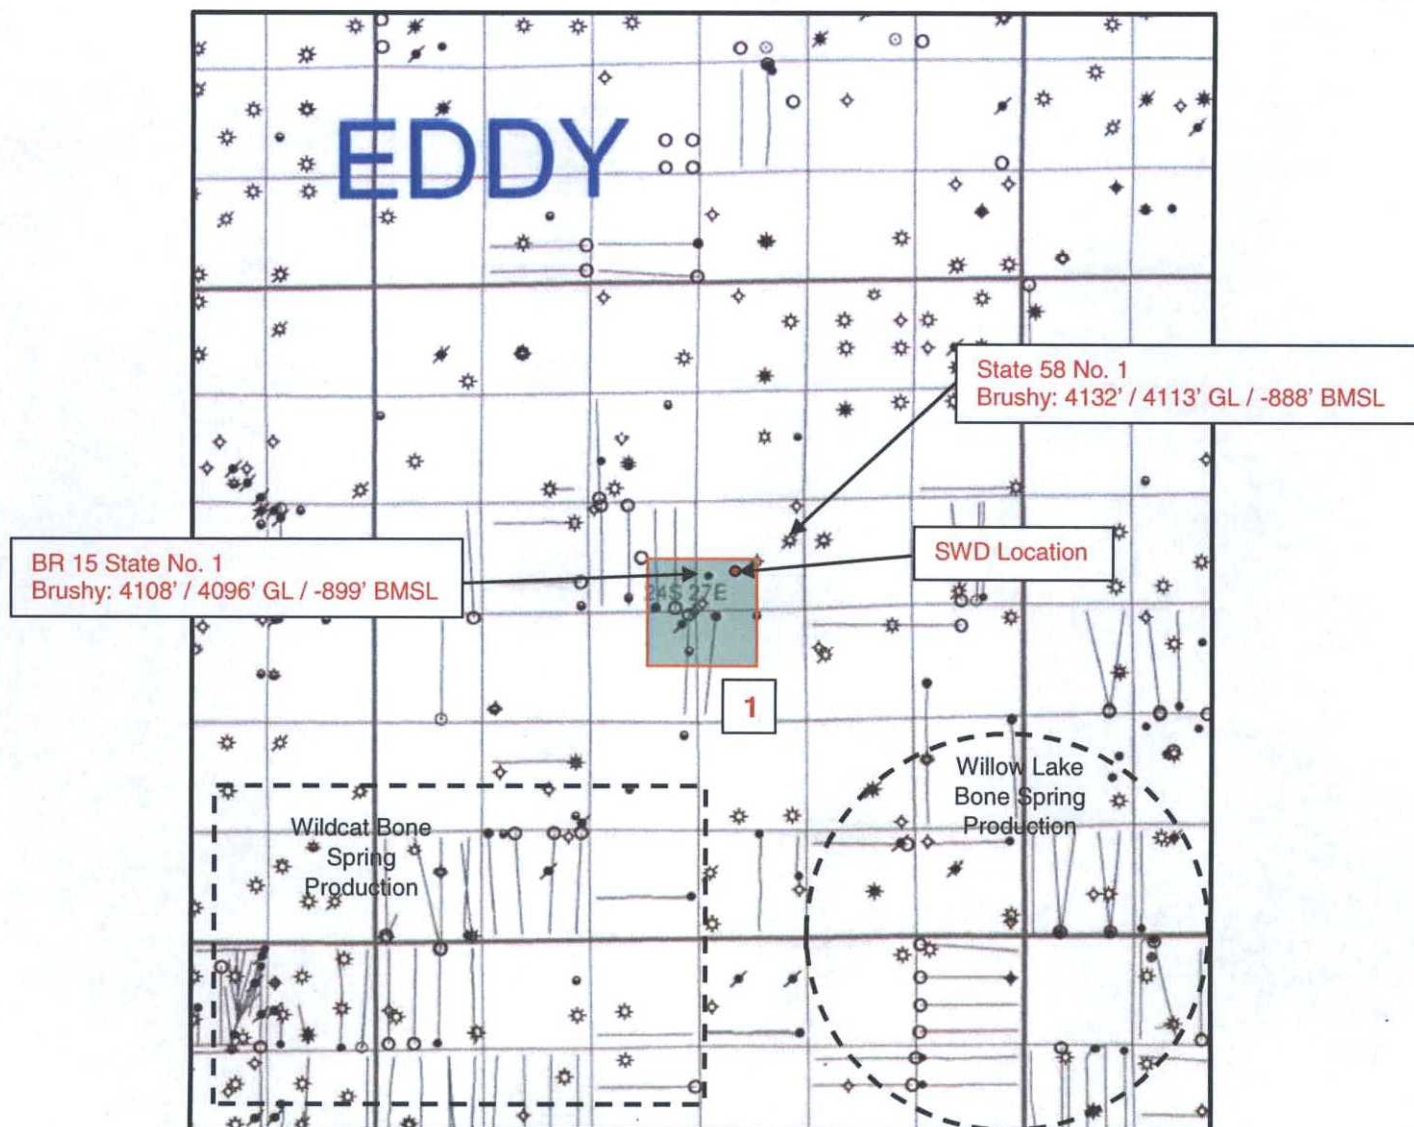 EDDY
State 58 No. 1
Brushy: 4132' / 4113' GL / -888' BMSL
SWD Location
BR 15 State No. 1
Brushy: 4108' / 4096' GL / -899' BMSL
24S 27E
1
Willow Lake
Bone Spring
Production
Wildcat Bone
Spring
Production